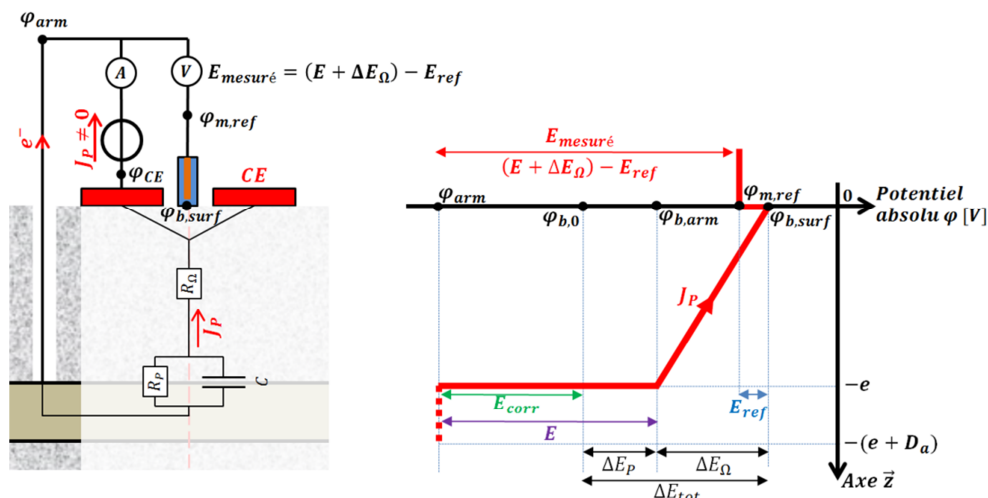 φarm
A
V
Emesuré = (E + ΔEΩ) − Eref
φm,ref
e−
JP ≠ 0
φCE
CE
φb,surf
RΩ
JP
RP
C
Emesuré
(E + ΔEΩ) − Eref
φarm
φb,0
φb,arm
φm,ref
φb,surf
0
Potentiel
absolu φ [V]
JP
−e
Ecorr
Eref
E
−(e + Da)
ΔEP
ΔEΩ
ΔEtot
Axe z⃗